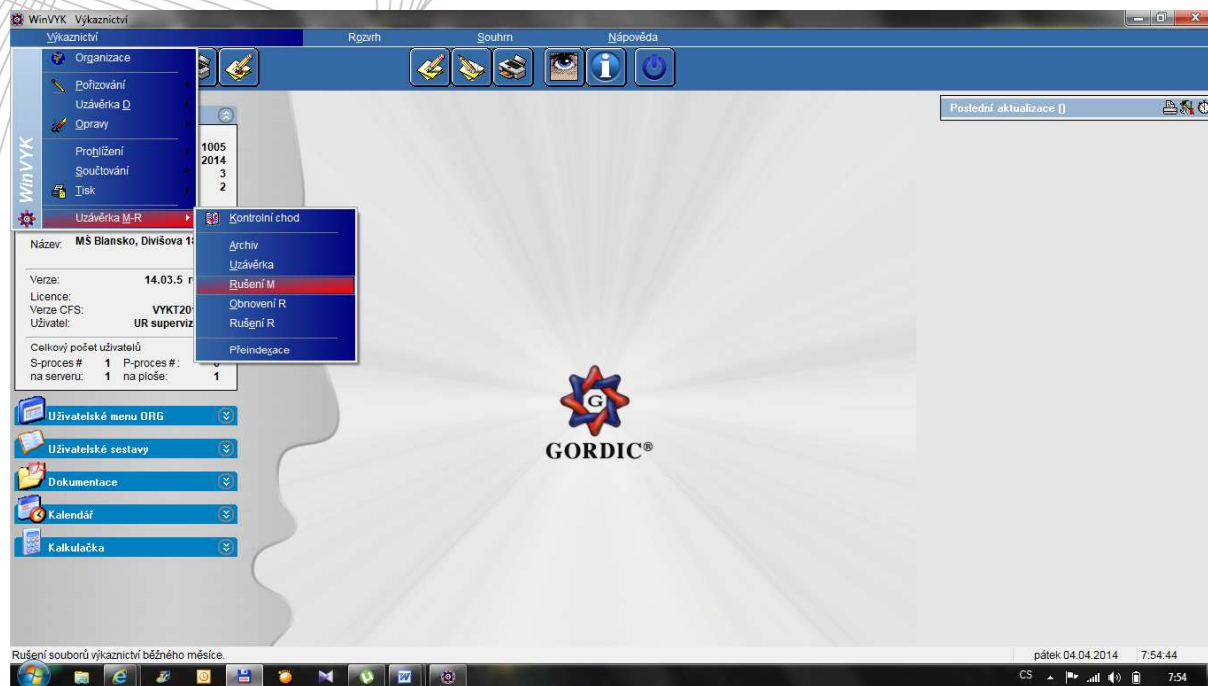 WinVYK Výkaznictví
Výkaznictví Rozvrh Souhrn Nápověda
Organizace
Pořizování
Uzávěrka D
Opravy
Prohlížení
Součtování
Tisk
Uzávěrka M-R
WinVYK
1005
2014
3
2
Kontrolní chod
Archiv
Uzávěrka
Rušení M
Obnovení R
Rušení R
Přeindexace
Název: MŠ Blansko, Divišova
Verze: 14.03.5
Licence:
Verze CFS: VYKT20
Uživatel: UR superviz
Celkový počet uživatelů
S-proces # 1 P-proces #:
na serveru: 1 na ploše: 1
Uživatelské menu ORG
Uživatelské sestavy
Dokumentace
Kalendář
Kalkulačka
Poslední aktualizace []
G
GORDIC®
Rušení souborů výkaznictví běžného měsíce.
pátek 04.04.2014 7:54:44
CS 7:54